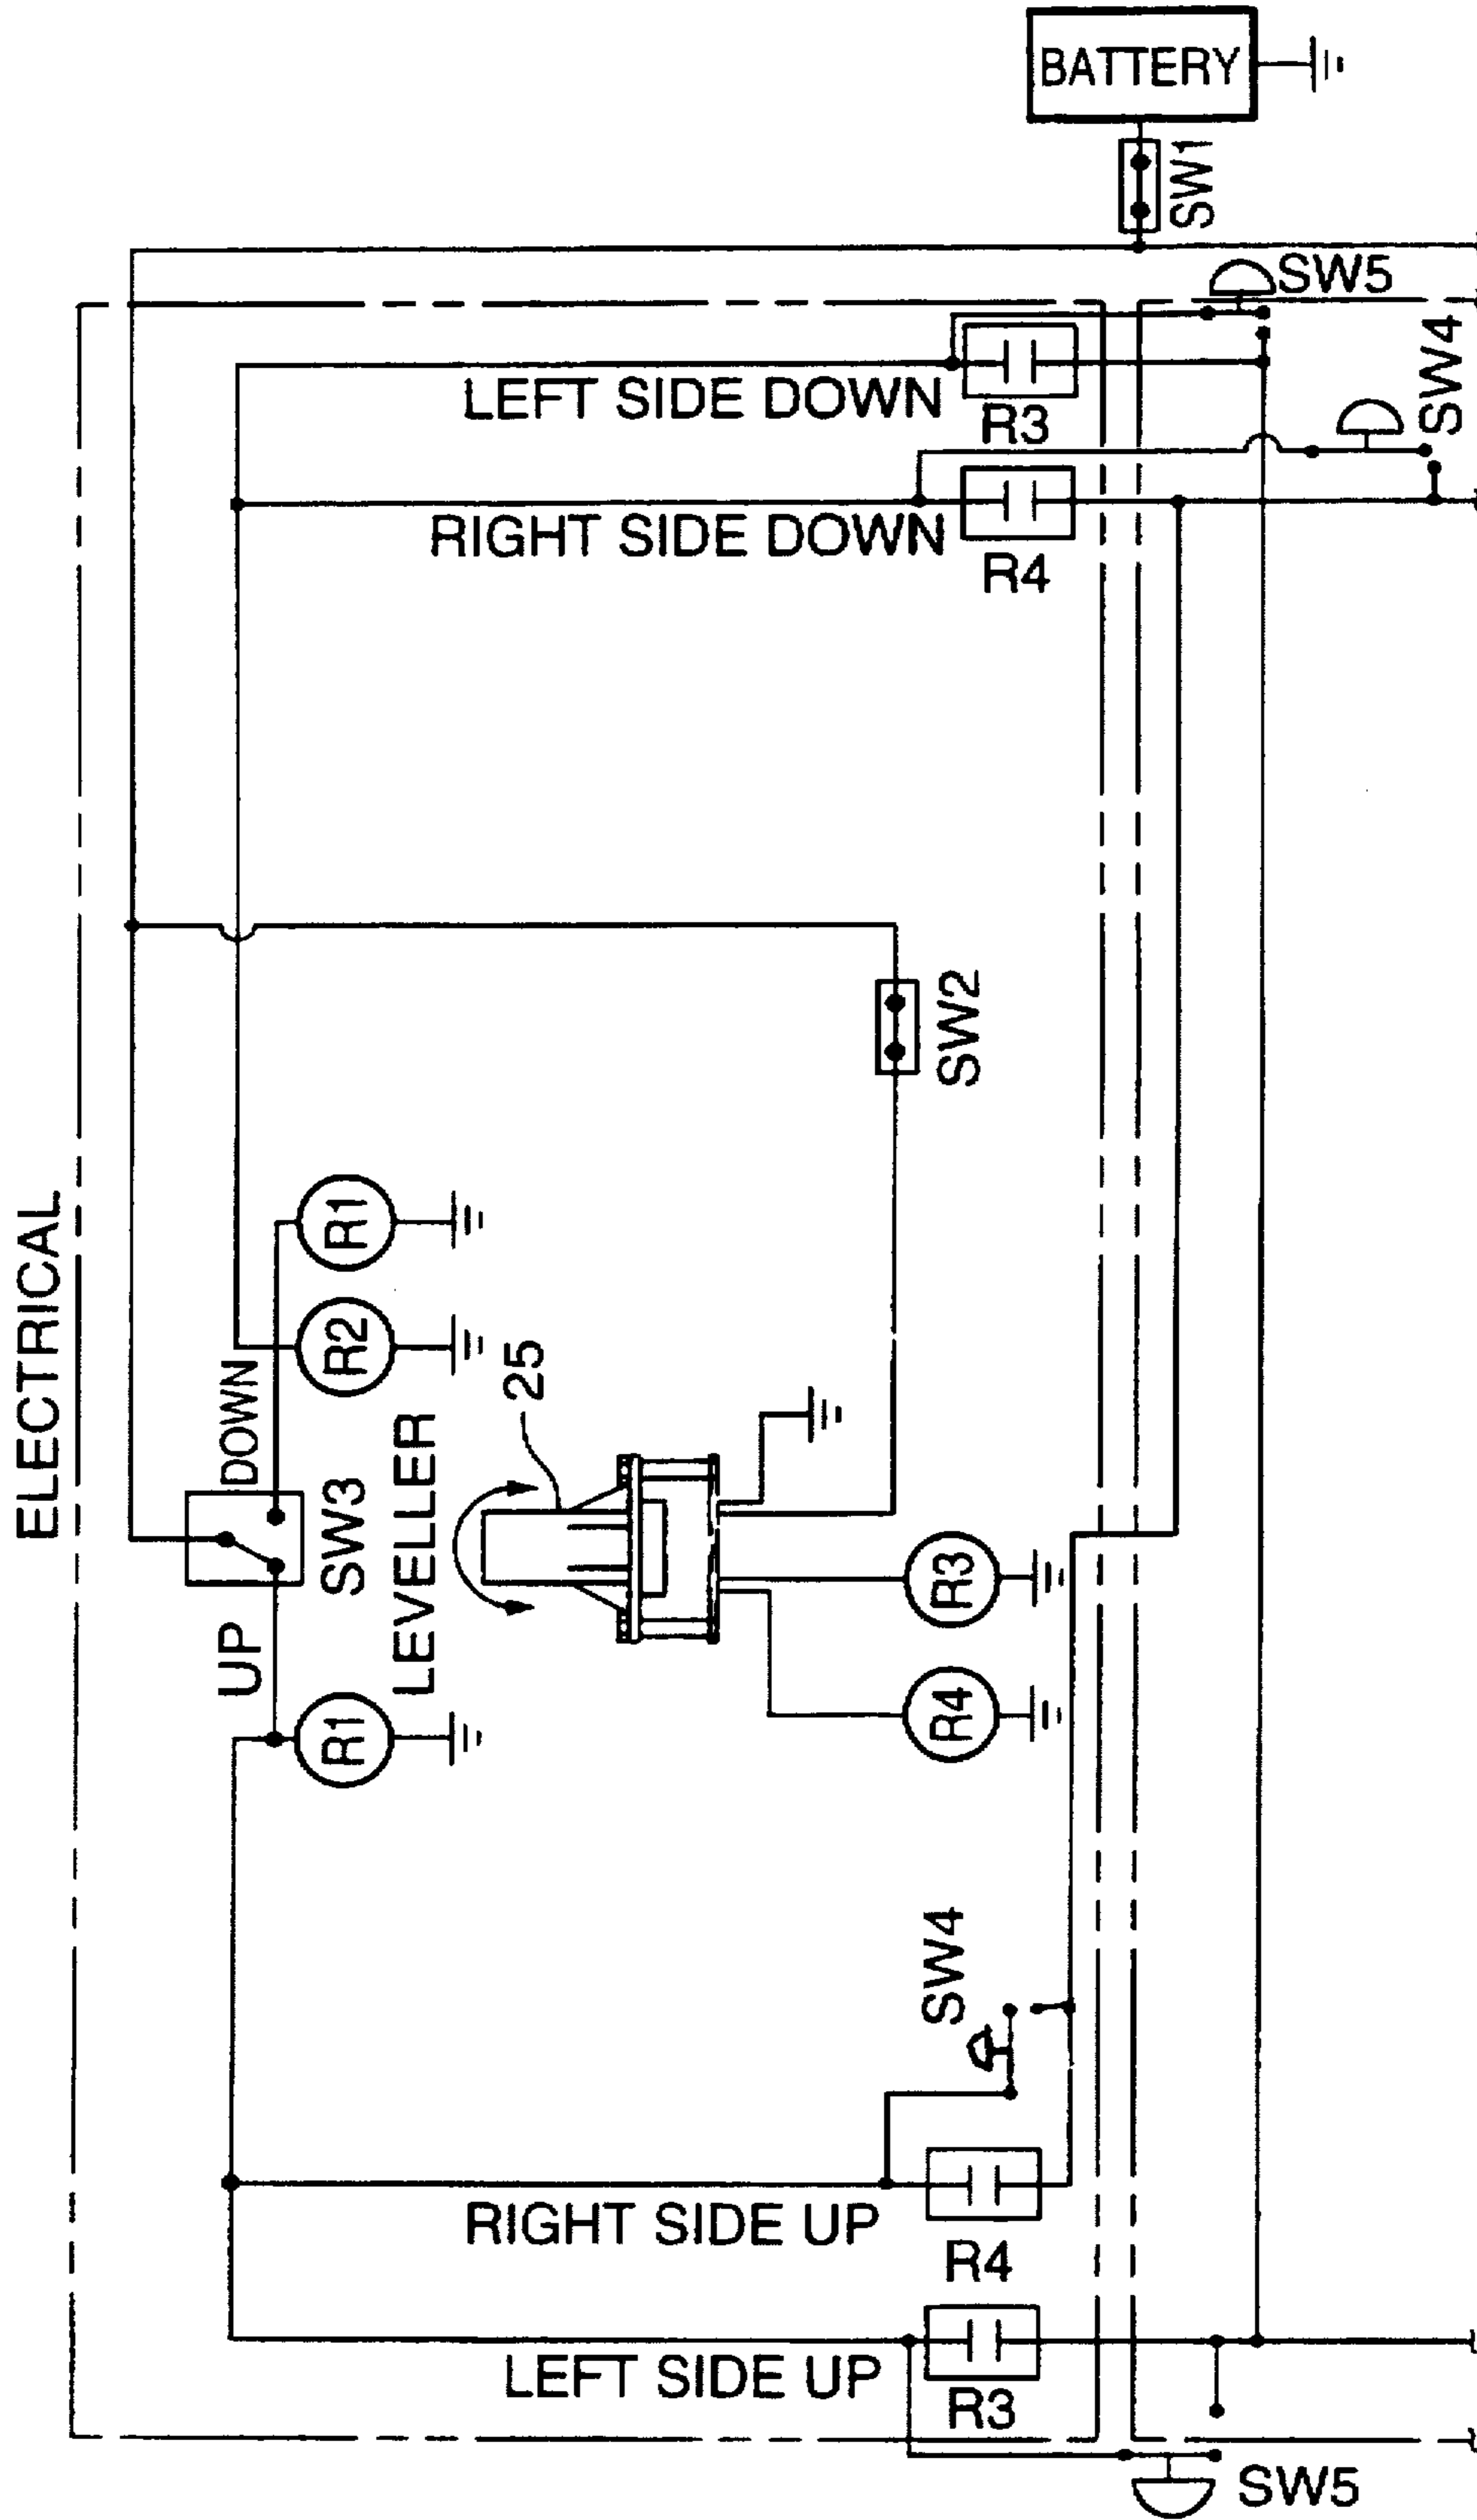 BATTERY
SW1
SW5
SW4
LEFT SIDE DOWN
R3
RIGHT SIDE DOWN
R4
SW2
ELECTRICAL
R1
R2
DOWN
25
SW3
LEVELLER
UP
R3
R1
R4
SW4
RIGHT SIDE UP
R4
LEFT SIDE UP
R3
SW5